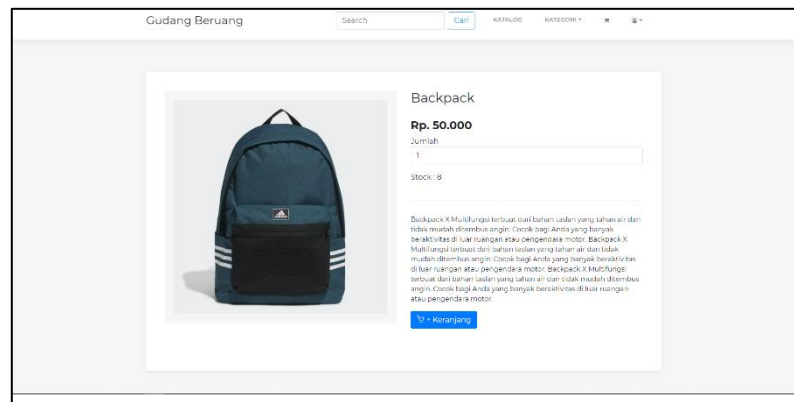 Gudang Beruang
Search
Cari
KATALOG
KATEGORI
Backpack
Rp. 50.000
Jumlah
1
Stock : 8
Backpack X Multifungsi terbuat dari bahan taslan yang tahan air dan
tidak mudah ditembus angin. Cocok bagi Anda yang banyak
beraktivitas di luar ruangan atau pengendara motor. Backpack X
Multifungsi terbuat dari bahan taslan yang tahan air dan tidak
mudah ditembus angin. Cocok bagi Anda yang banyak beraktivitas
di luar ruangan atau pengendara motor. Backpack X Multifungsi
terbuat dari bahan taslan yang tahan air dan tidak mudah ditembus
angin. Cocok bagi Anda yang banyak beraktivitas di luar ruangan
atau pengendara motor.
+ Keranjang